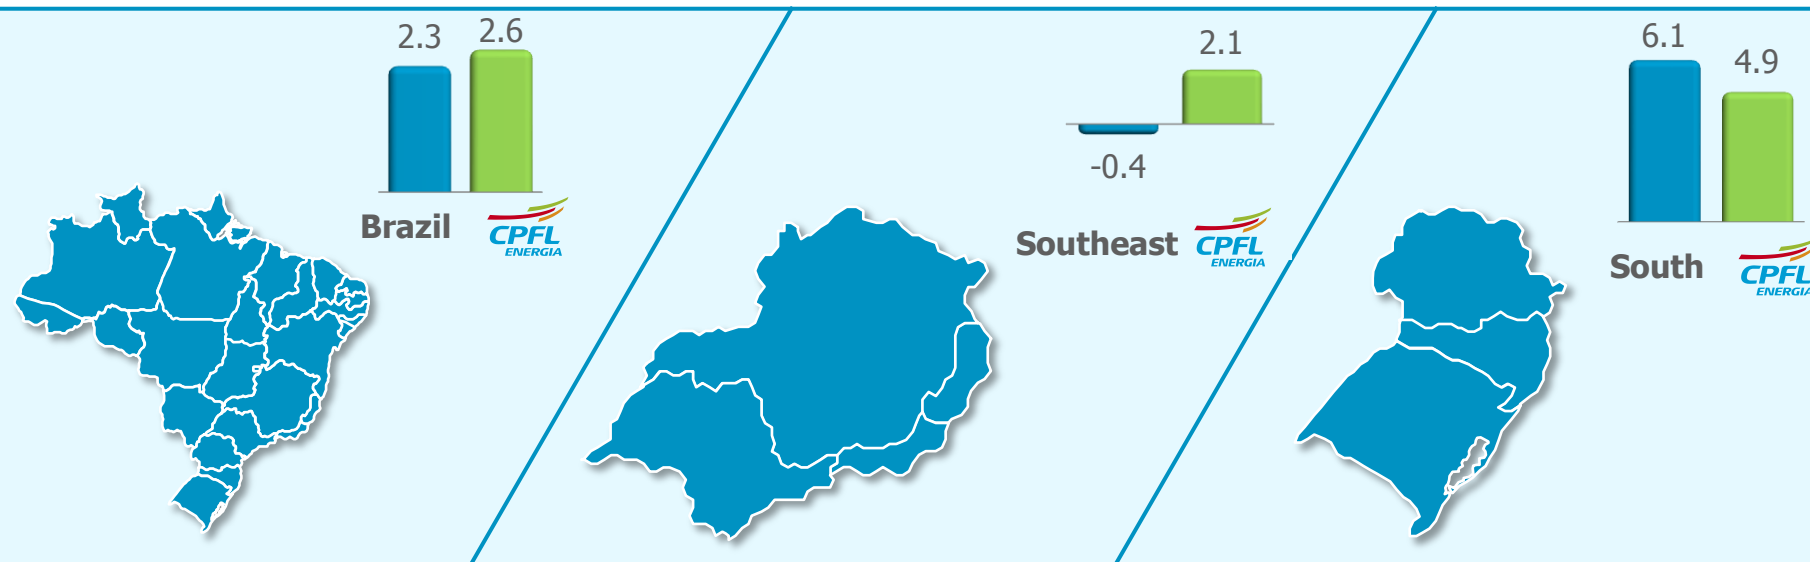 2.3 2.6
Brazil
CPFL
ENERGIA
2.1
-0.4
Southeast
CPFL
ENERGIA
6.1
4.9
South
CPFL
ENERGIA